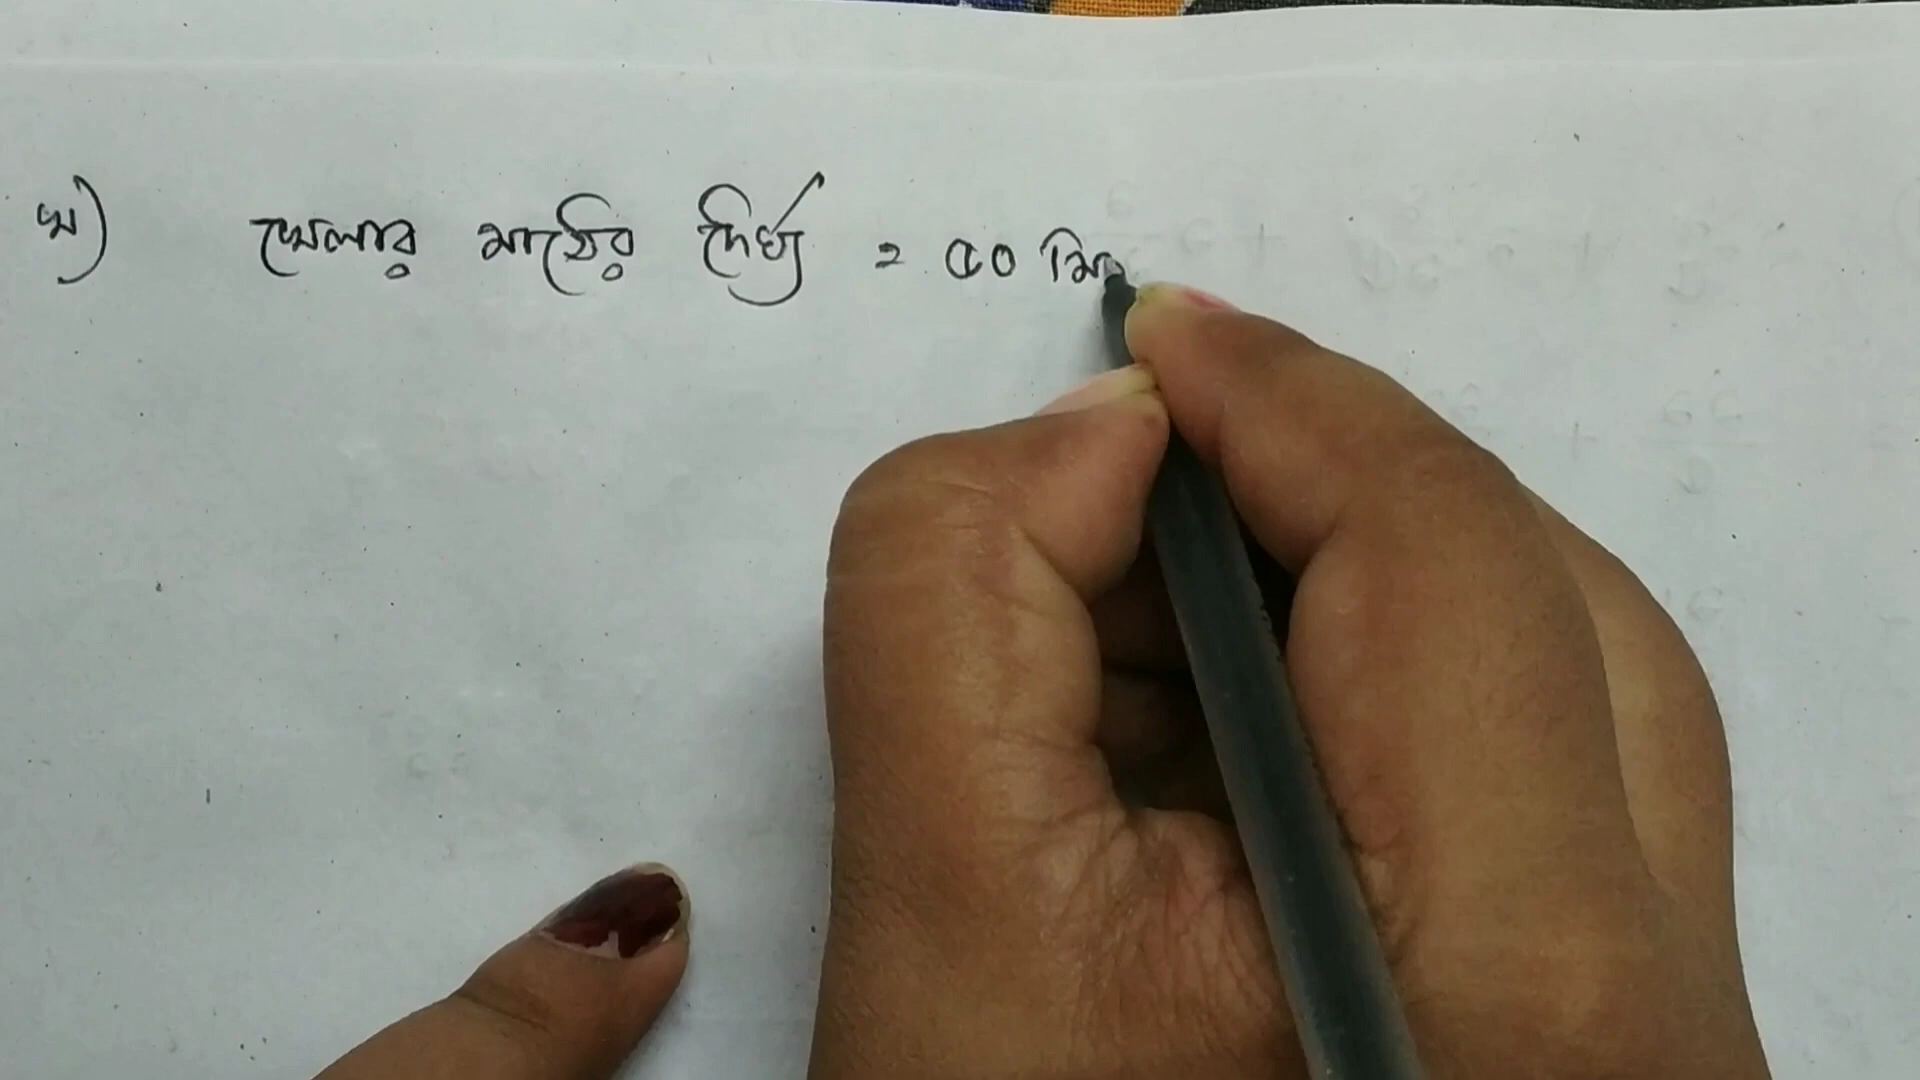 খ) খেলার মাঠের দৈর্ঘ্য = ৫০ মি